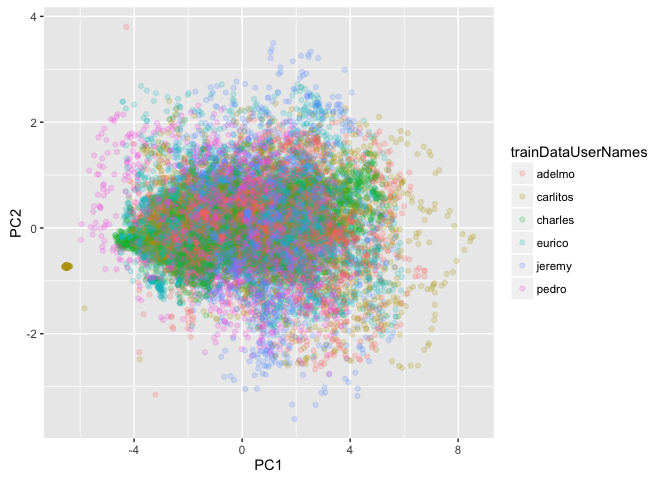 4
2
0
-2
PC2
-4
0
4
8
PC1
trainDataUserNames
adelmo
carlitos
charles
eurico
jeremy
pedro